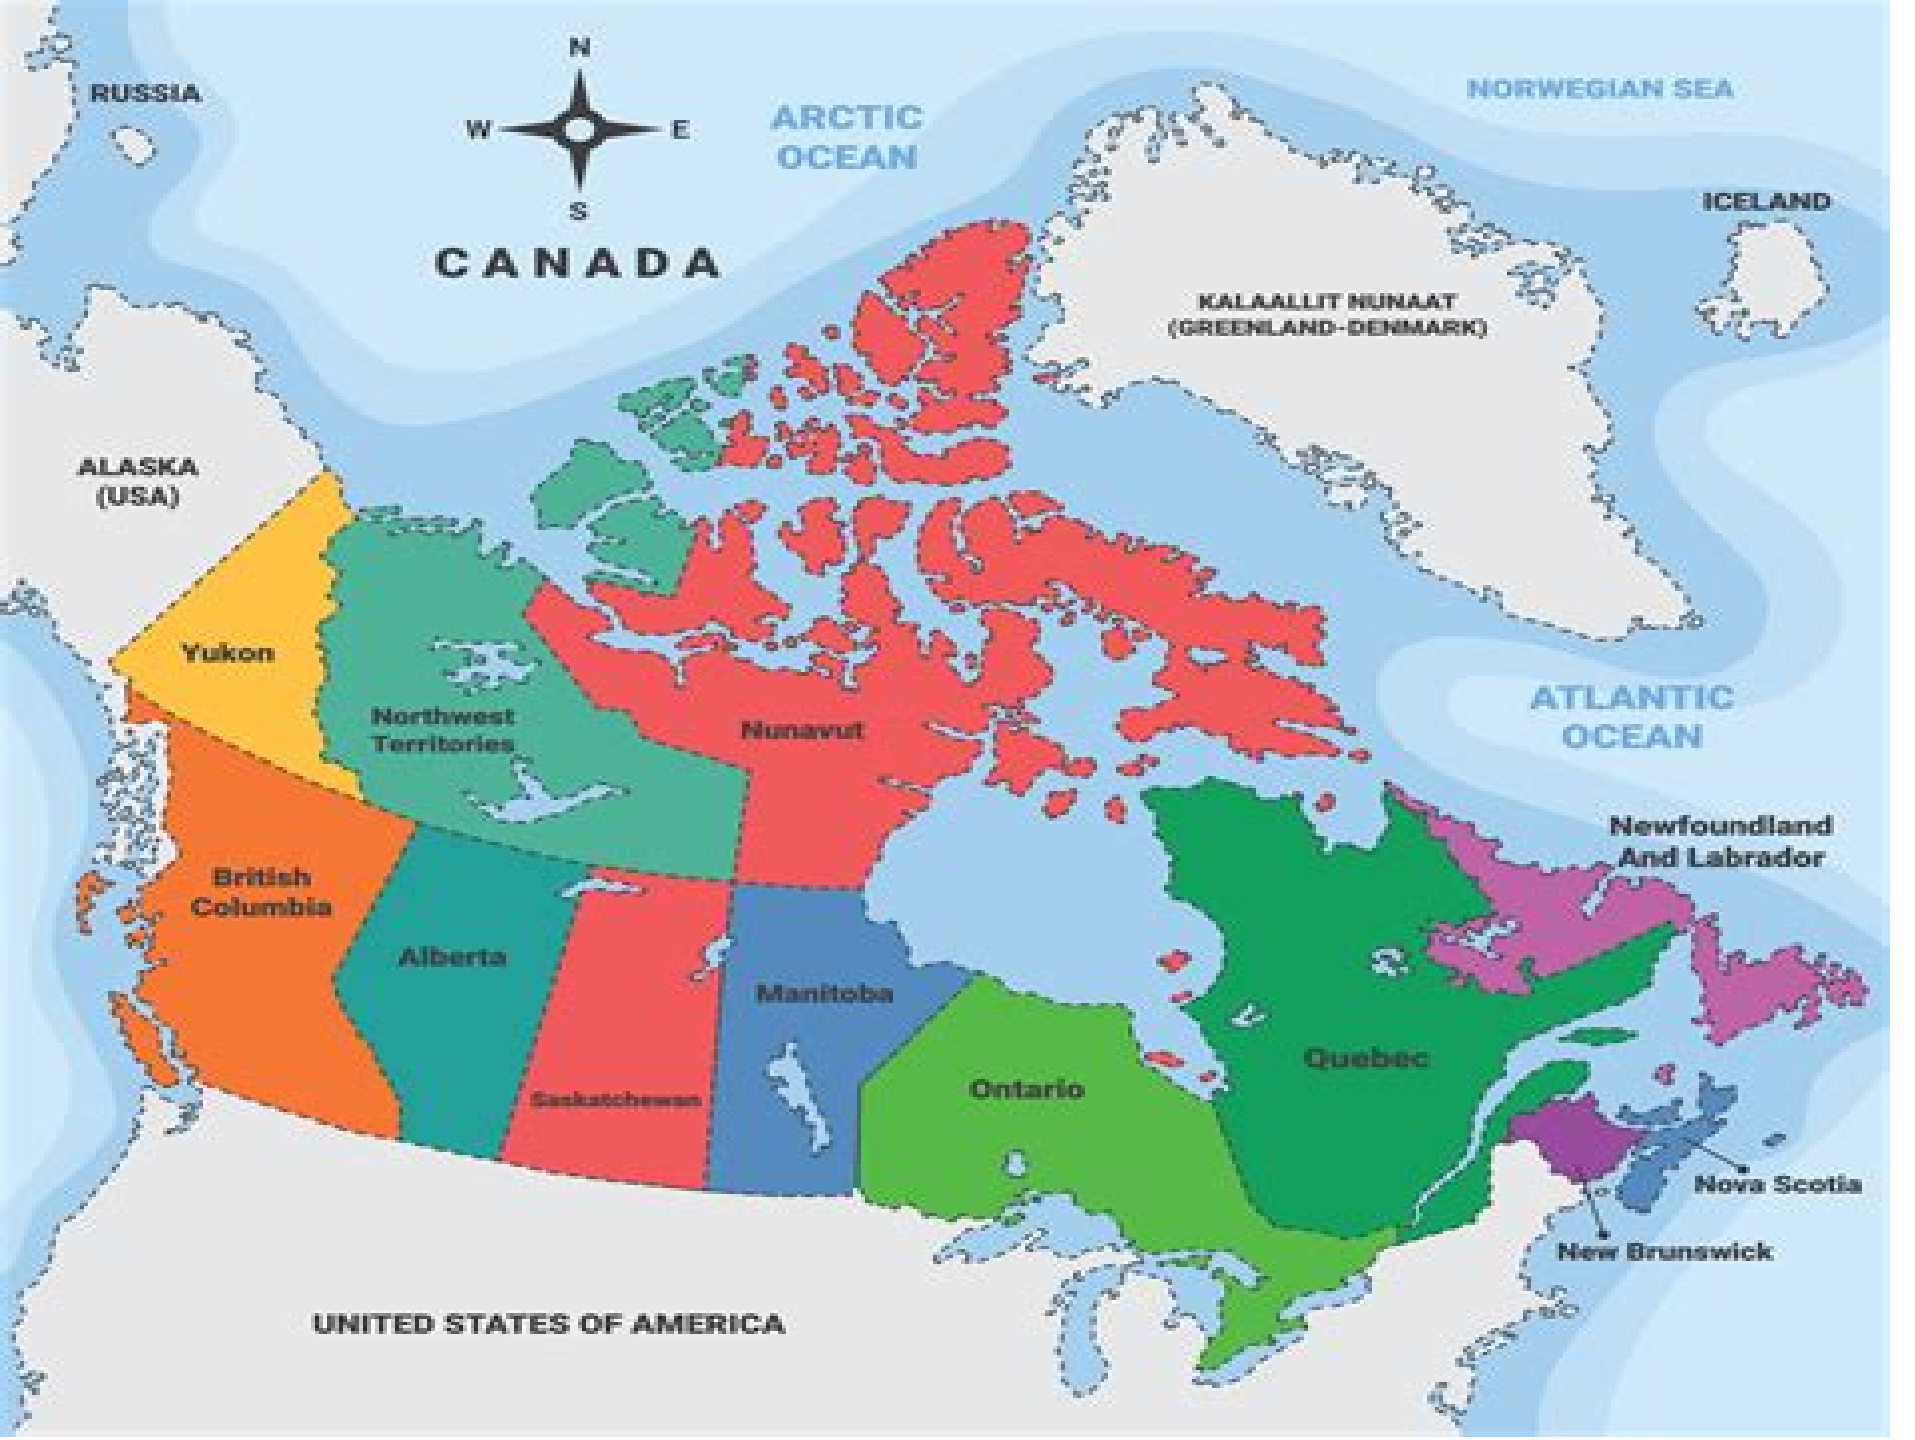 N
RUSSIA
NORWEGIAN SEA
W
E
ARCTIC
OCEAN
S
ICELAND
CANADA
KALAALLIT NUNAAT
(GREENLAND-DENMARK)
ALASKA
(USA)
Yukon
Northwest
Territories
Nunavut
ATLANTIC
OCEAN
Newfoundland
And Labrador
British
Columbia
Alberta
Manitoba
Quebec
Ontario
Saskatchewan
Nova Scotia
New Brunswick
UNITED STATES OF AMERICA